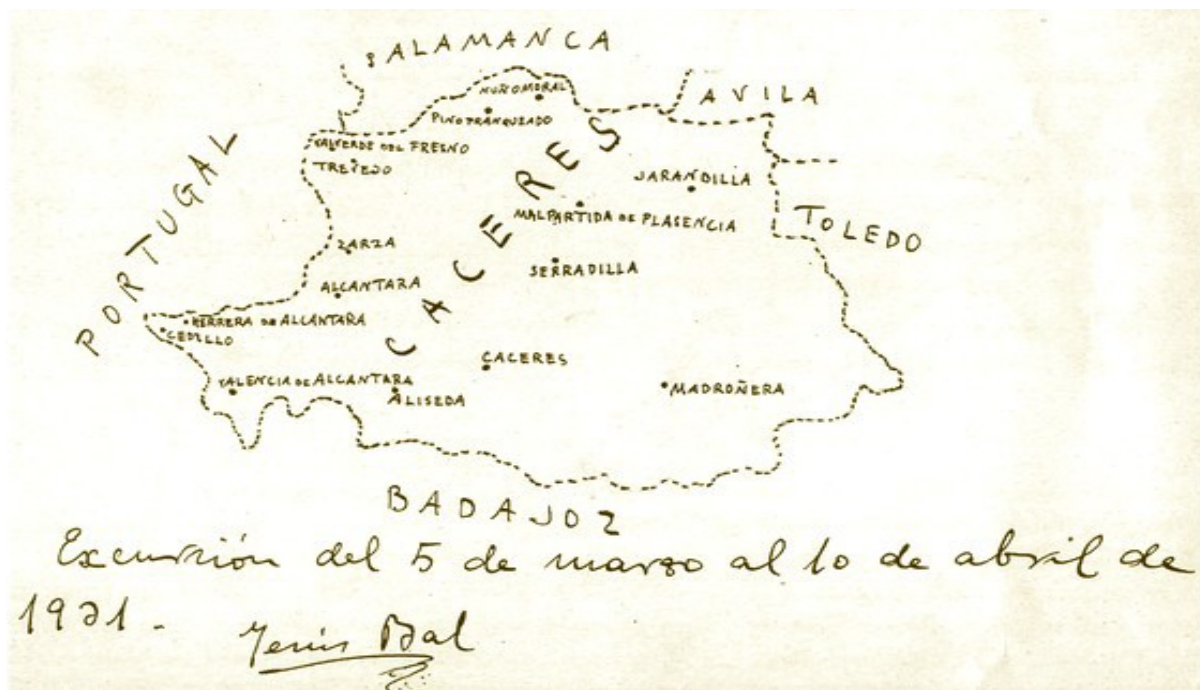 SALAMANCA
AVILA
NUÑOMORAL
PINOFRANQUEADO
VALVERDE DEL FRESNO
TREVEJO
JARANDILLA
MALPARTIDA DE PLASENCIA
PORTUGAL
CACERES
TOLEDO
ZARZA
SERRADILLA
ALCANTARA
HERRERA DE ALCANTARA
CEDILLO
CACERES
VALENCIA DE ALCANTARA
ALISEDA
MADROÑERA
BADAJOZ
Excursión del 5 de marzo al 10 de abril de
1931.-
Jesús Bal